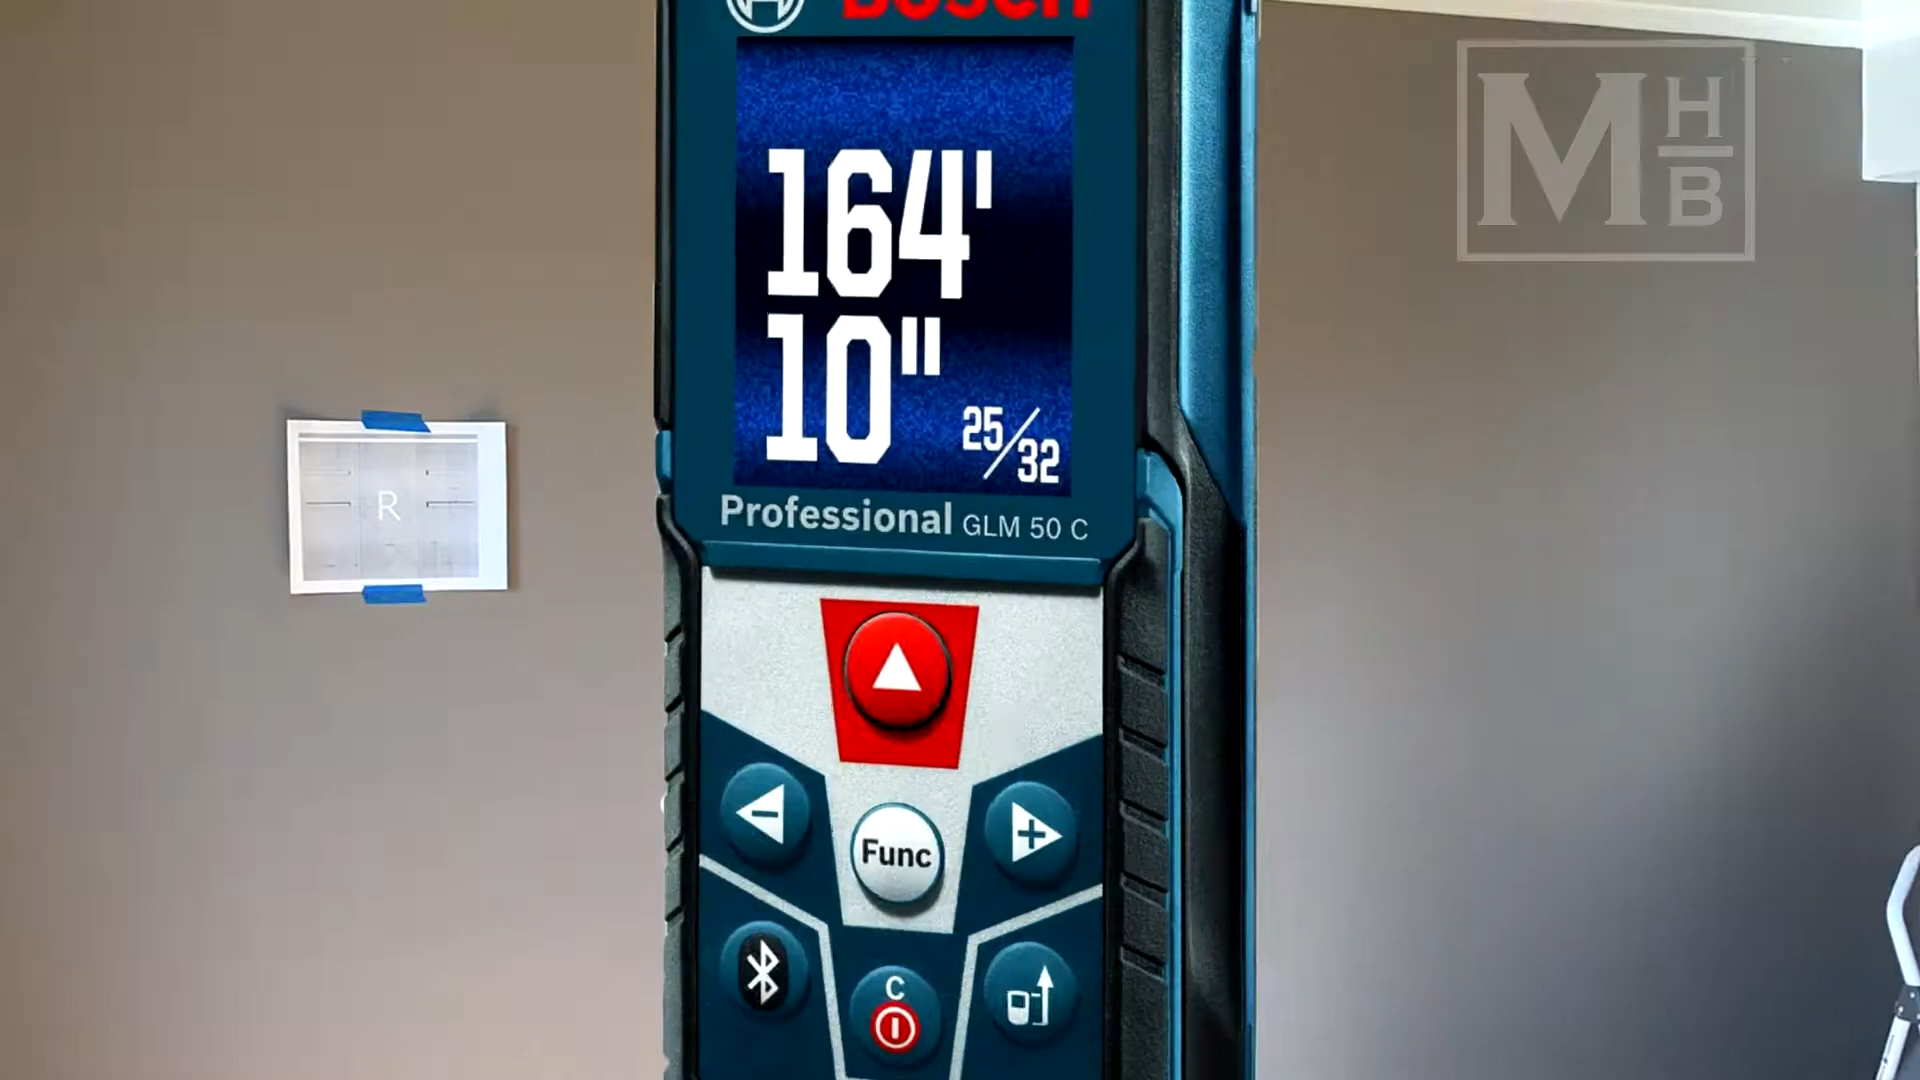 BOSCH
164'
10" 25/32
Professional GLM 50 C
R
Func
C
M H B